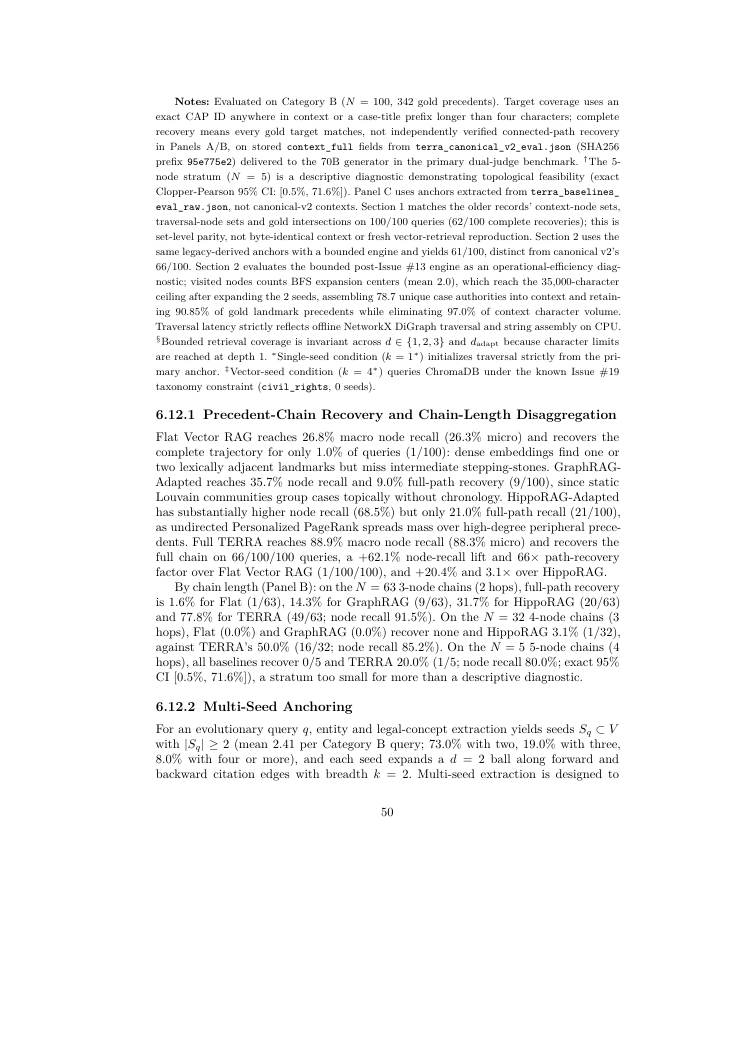 Notes: Evaluated on Category B (N = 100, 342 gold precedents). Target coverage uses an
exact CAP ID anywhere in context or a case-title prefix longer than four characters; complete
recovery means every gold target matches, not independently verified connected-path recovery
in Panels A/B, on stored context_full fields from terra_canonical_v2_eval.json (SHA256
prefix 95e775e2) delivered to the 70B generator in the primary dual-judge benchmark. †The 5-
node stratum (N = 5) is a descriptive diagnostic demonstrating topological feasibility (exact
Clopper-Pearson 95% CI: [0.5%, 71.6%]). Panel C uses anchors extracted from terra_baselines_
eval_raw.json, not canonical-v2 contexts. Section 1 matches the older records' context-node sets,
traversal-node sets and gold intersections on 100/100 queries (62/100 complete recoveries); this is
set-level parity, not byte-identical context or fresh vector-retrieval reproduction. Section 2 uses the
same legacy-derived anchors with a bounded engine and yields 61/100, distinct from canonical v2's
66/100. Section 2 evaluates the bounded post-Issue #13 engine as an operational-efficiency diag-
nostic; visited nodes counts BFS expansion centers (mean 2.0), which reach the 35,000-character
ceiling after expanding the 2 seeds, assembling 78.7 unique case authorities into context and retain-
ing 90.85% of gold landmark precedents while eliminating 97.0% of context character volume.
Traversal latency strictly reflects offline NetworkX DiGraph traversal and string assembly on CPU.
§Bounded retrieval coverage is invariant across d ∈ {1, 2, 3} and d_adapt because character limits
are reached at depth 1. *Single-seed condition (k = 1*) initializes traversal strictly from the pri-
mary anchor. ‡Vector-seed condition (k = 4*) queries ChromaDB under the known Issue #19
taxonomy constraint (civil_rights, 0 seeds).
6.12.1 Precedent-Chain Recovery and Chain-Length Disaggregation
Flat Vector RAG reaches 26.8% macro node recall (26.3% micro) and recovers the
complete trajectory for only 1.0% of queries (1/100): dense embeddings find one or
two lexically adjacent landmarks but miss intermediate stepping-stones. GraphRAG-
Adapted reaches 35.7% node recall and 9.0% full-path recovery (9/100), since static
Louvain communities group cases topically without chronology. HippoRAG-Adapted
has substantially higher node recall (68.5%) but only 21.0% full-path recall (21/100),
as undirected Personalized PageRank spreads mass over high-degree peripheral prece-
dents. Full TERRA reaches 88.9% macro node recall (88.3% micro) and recovers the
full chain on 66/100/100 queries, a +62.1% node-recall lift and 66× path-recovery
factor over Flat Vector RAG (1/100/100), and +20.4% and 3.1× over HippoRAG.
By chain length (Panel B): on the N = 63 3-node chains (2 hops), full-path recovery
is 1.6% for Flat (1/63), 14.3% for GraphRAG (9/63), 31.7% for HippoRAG (20/63)
and 77.8% for TERRA (49/63; node recall 91.5%). On the N = 32 4-node chains (3
hops), Flat (0.0%) and GraphRAG (0.0%) recover none and HippoRAG 3.1% (1/32),
against TERRA's 50.0% (16/32; node recall 85.2%). On the N = 5 5-node chains (4
hops), all baselines recover 0/5 and TERRA 20.0% (1/5; node recall 80.0%; exact 95%
CI [0.5%, 71.6%]), a stratum too small for more than a descriptive diagnostic.
6.12.2 Multi-Seed Anchoring
For an evolutionary query q, entity and legal-concept extraction yields seeds S_q ⊂ V
with |S_q| ≥ 2 (mean 2.41 per Category B query; 73.0% with two, 19.0% with three,
8.0% with four or more), and each seed expands a d = 2 ball along forward and
backward citation edges with breadth k = 2. Multi-seed extraction is designed to
50